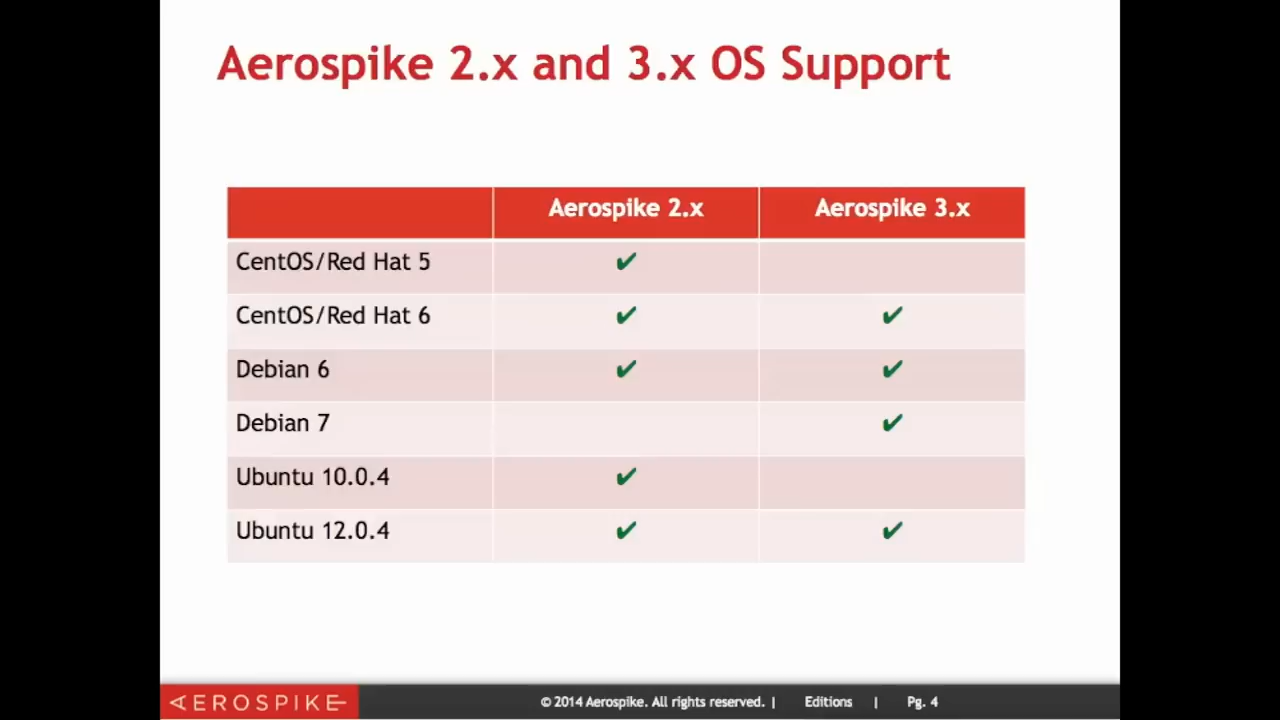 Aerospike 2.x and 3.x OS Support
Aerospike 2.x Aerospike 3.x
CentOS/Red Hat 5 ✔
CentOS/Red Hat 6 ✔ ✔
Debian 6 ✔ ✔
Debian 7 ✔
Ubuntu 10.0.4 ✔
Ubuntu 12.0.4 ✔ ✔
AEROSPIKE © 2014 Aerospike. All rights reserved. | Editions | Pg. 4